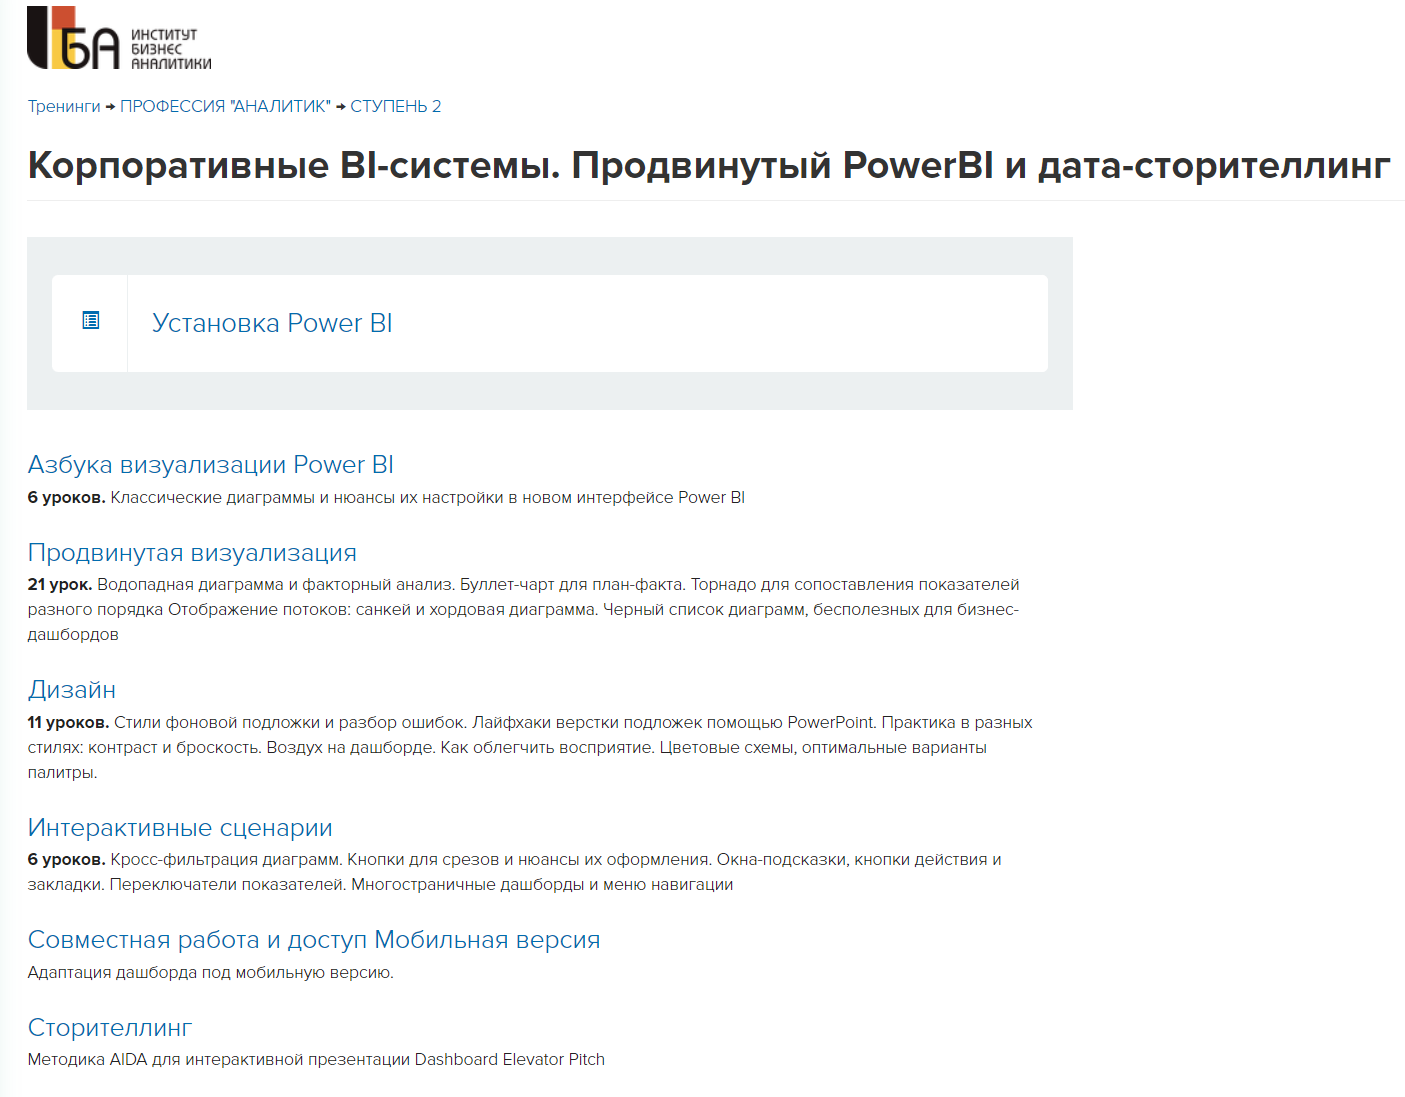 ИБА ИНСТИТУТ
БИЗНЕС
АНАЛИТИКИ
Тренинги → ПРОФЕССИЯ "АНАЛИТИК" → СТУПЕНЬ 2
Корпоративные BI-системы. Продвинутый PowerBI и дата-сторителлинг
Установка Power BI
Азбука визуализации Power BI
6 уроков. Классические диаграммы и нюансы их настройки в новом интерфейсе Power BI
Продвинутая визуализация
21 урок. Водопадная диаграмма и факторный анализ. Буллет-чарт для план-факта. Торнадо для сопоставления показателей
разного порядка Отображение потоков: санкей и хордовая диаграмма. Черный список диаграмм, бесполезных для бизнес-
дашбордов
Дизайн
11 уроков. Стили фоновой подложки и разбор ошибок. Лайфхаки верстки подложек помощью PowerPoint. Практика в разных
стилях: контраст и броскость. Воздух на дашборде. Как облегчить восприятие. Цветовые схемы, оптимальные варианты
палитры.
Интерактивные сценарии
6 уроков. Кросс-фильтрация диаграмм. Кнопки для срезов и нюансы их оформления. Окна-подсказки, кнопки действия и
закладки. Переключатели показателей. Многостраничные дашборды и меню навигации
Совместная работа и доступ Мобильная версия
Адаптация дашборда под мобильную версию.
Сторителлинг
Методика AIDA для интерактивной презентации Dashboard Elevator Pitch